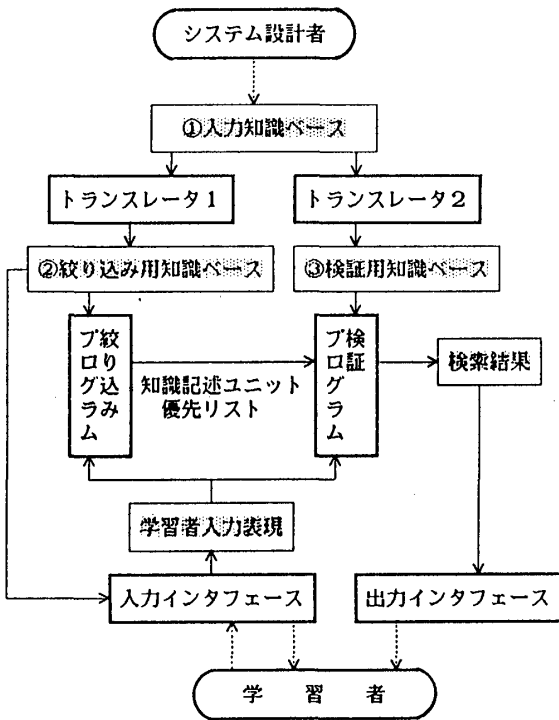 システム設計者
①入力知識ベース
トランスレータ1
トランスレータ2
②絞り込み用知識ベース
③検証用知識ベース
絞り込み
プログラム
知識記述ユニット
優先リスト
検証
プログラム
検索結果
学習者入力表現
入力インタフェース
出力インタフェース
学習者